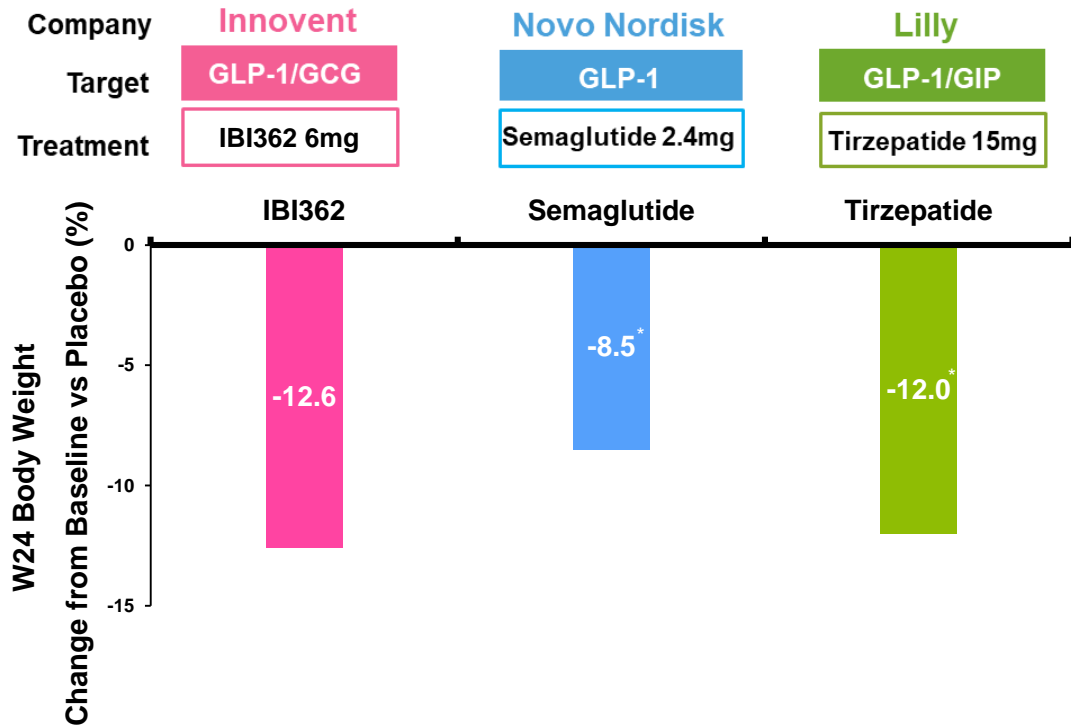 Company Innovent Novo Nordisk Lilly
Target GLP-1/GCG GLP-1 GLP-1/GIP
Treatment IBI362 6mg Semaglutide 2.4mg Tirzepatide 15mg
IBI362 Semaglutide Tirzepatide
W24 Body Weight
Change from Baseline vs Placebo (%)
0
-5
-10
-15
-12.6
-8.5*
-12.0*